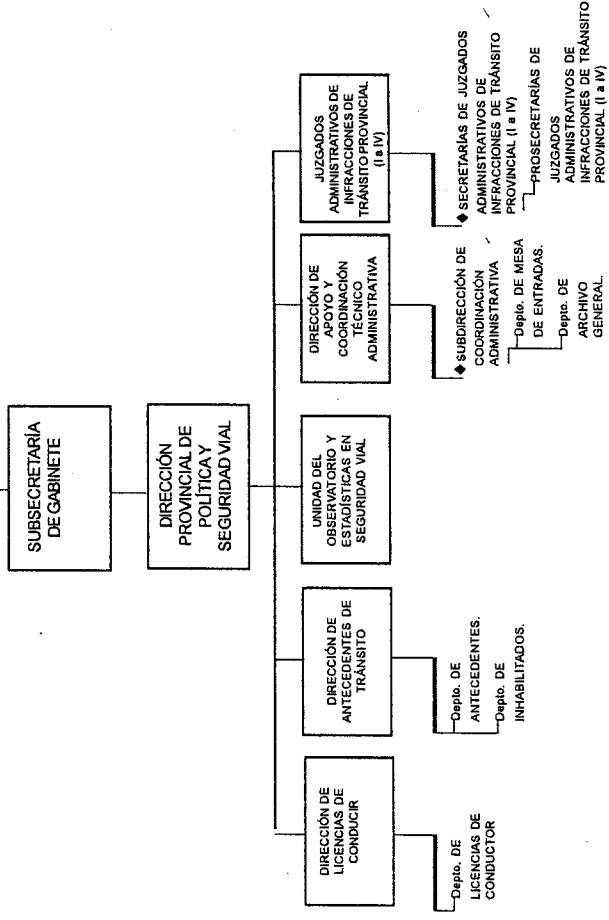 SUBSECRETARÍA
DE GABINETE
DIRECCIÓN
PROVINCIAL DE
POLÍTICA Y
SEGURIDAD VIAL
DIRECCIÓN DE
LICENCIAS DE
CONDUCIR
Depto. DE
LICENCIAS DE
CONDUCTOR
DIRECCIÓN DE
ANTECEDENTES DE
TRÁNSITO
Depto. DE
ANTECEDENTES.
Depto. DE
INHABILITADOS.
UNIDAD DEL
OBSERVATORIO Y
ESTADÍSTICAS EN
SEGURIDAD VIAL
DIRECCIÓN DE
APOYO Y
COORDINACIÓN
TÉCNICO
ADMINISTRATIVA
◆ SUBDIRECCIÓN DE
COORDINACIÓN
ADMINISTRATIVA
Depto. DE MESA
DE ENTRADAS.
Depto. DE
ARCHIVO
GENERAL.
JUZGADOS
ADMINISTRATIVOS DE
INFRACCIONES DE
TRÁNSITO PROVINCIAL
(I a IV)
◆ SECRETARÍAS DE JUZGADOS
ADMINISTRATIVOS DE
INFRACCIONES DE TRÁNSITO
PROVINCIAL (I a IV)
PROSECRETARÍAS DE
JUZGADOS
ADMINISTRATIVOS DE
INFRACCIONES DE TRÁNSITO
PROVINCIAL (I a IV)